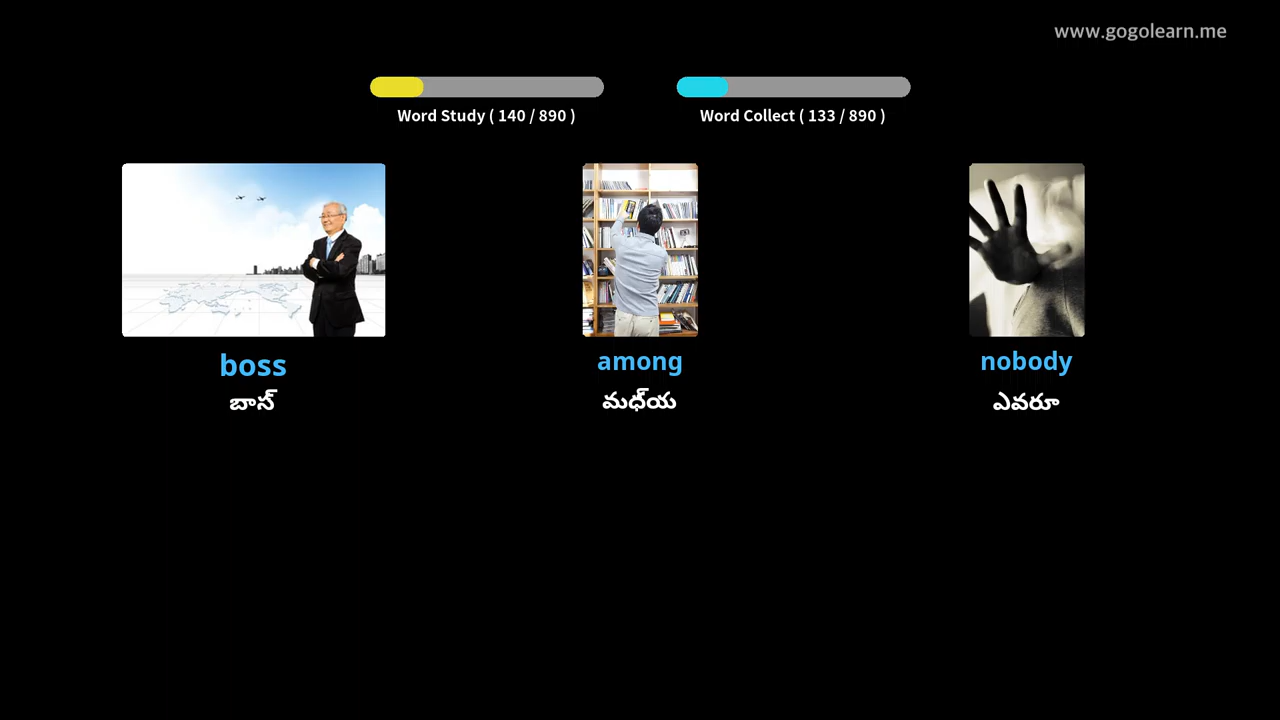 www.gogolearn.me
Word Study ( 140 / 890 )
Word Collect ( 133 / 890 )
boss
among
nobody
బాస్
మధ్య
ఎవరూ